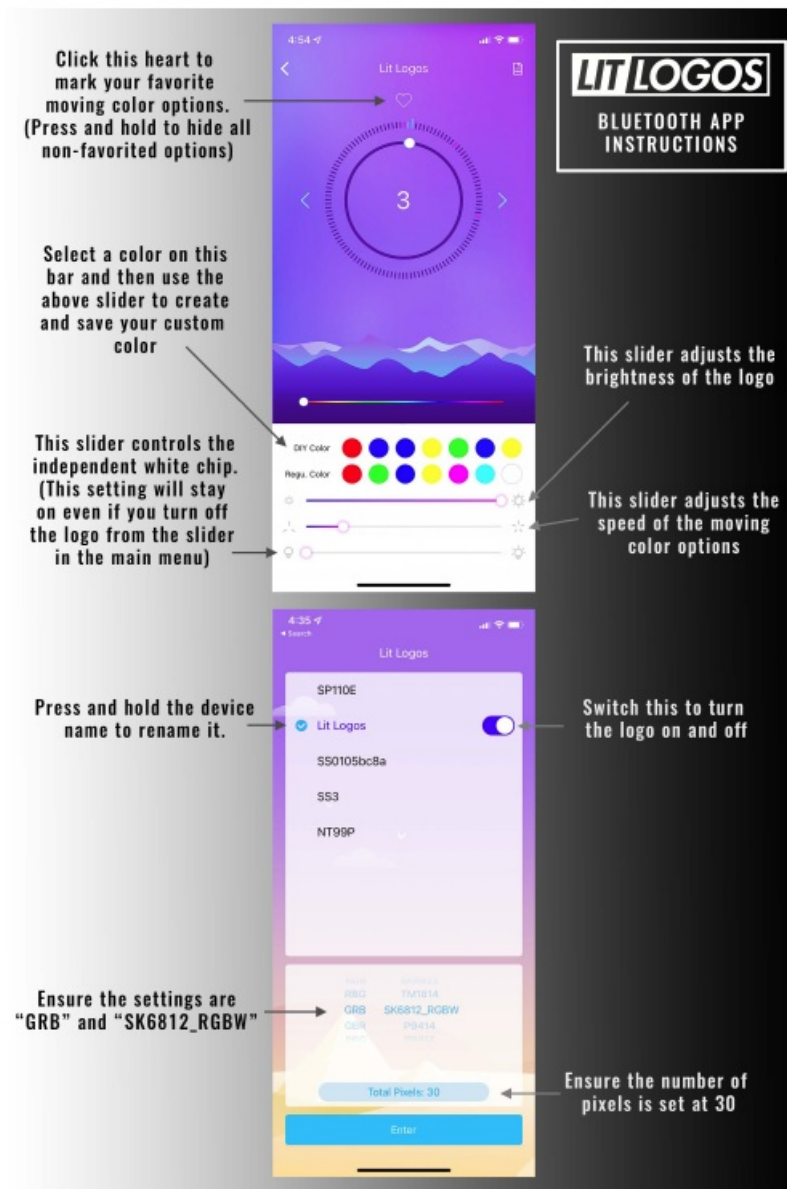 LIT LOGOS
BLUETOOTH APP
INSTRUCTIONS
Click this heart to
mark your favorite
moving color options.
(Press and hold to hide all
non-favorited options)
Select a color on this
bar and then use the
above slider to create
and save your custom
color
This slider controls the
independent white chip.
(This setting will stay
on even if you turn off
the logo from the slider
in the main menu)
4:54
Lit Logos
3
DIY Color
Regu. Color
This slider adjusts the
brightness of the logo
This slider adjusts the
speed of the moving
color options
Press and hold the device
name to rename it.
Ensure the settings are
“GRB” and “SK6812_RGBW”
4:35
Search
Lit Logos
SP110E
Lit Logos
SS0105bc8a
SS3
NT99P
RBG TM1814
GRB SK6812_RGBW
GBR P9414
Total Pixels: 30
Enter
Switch this to turn
the logo on and off
Ensure the number of
pixels is set at 30